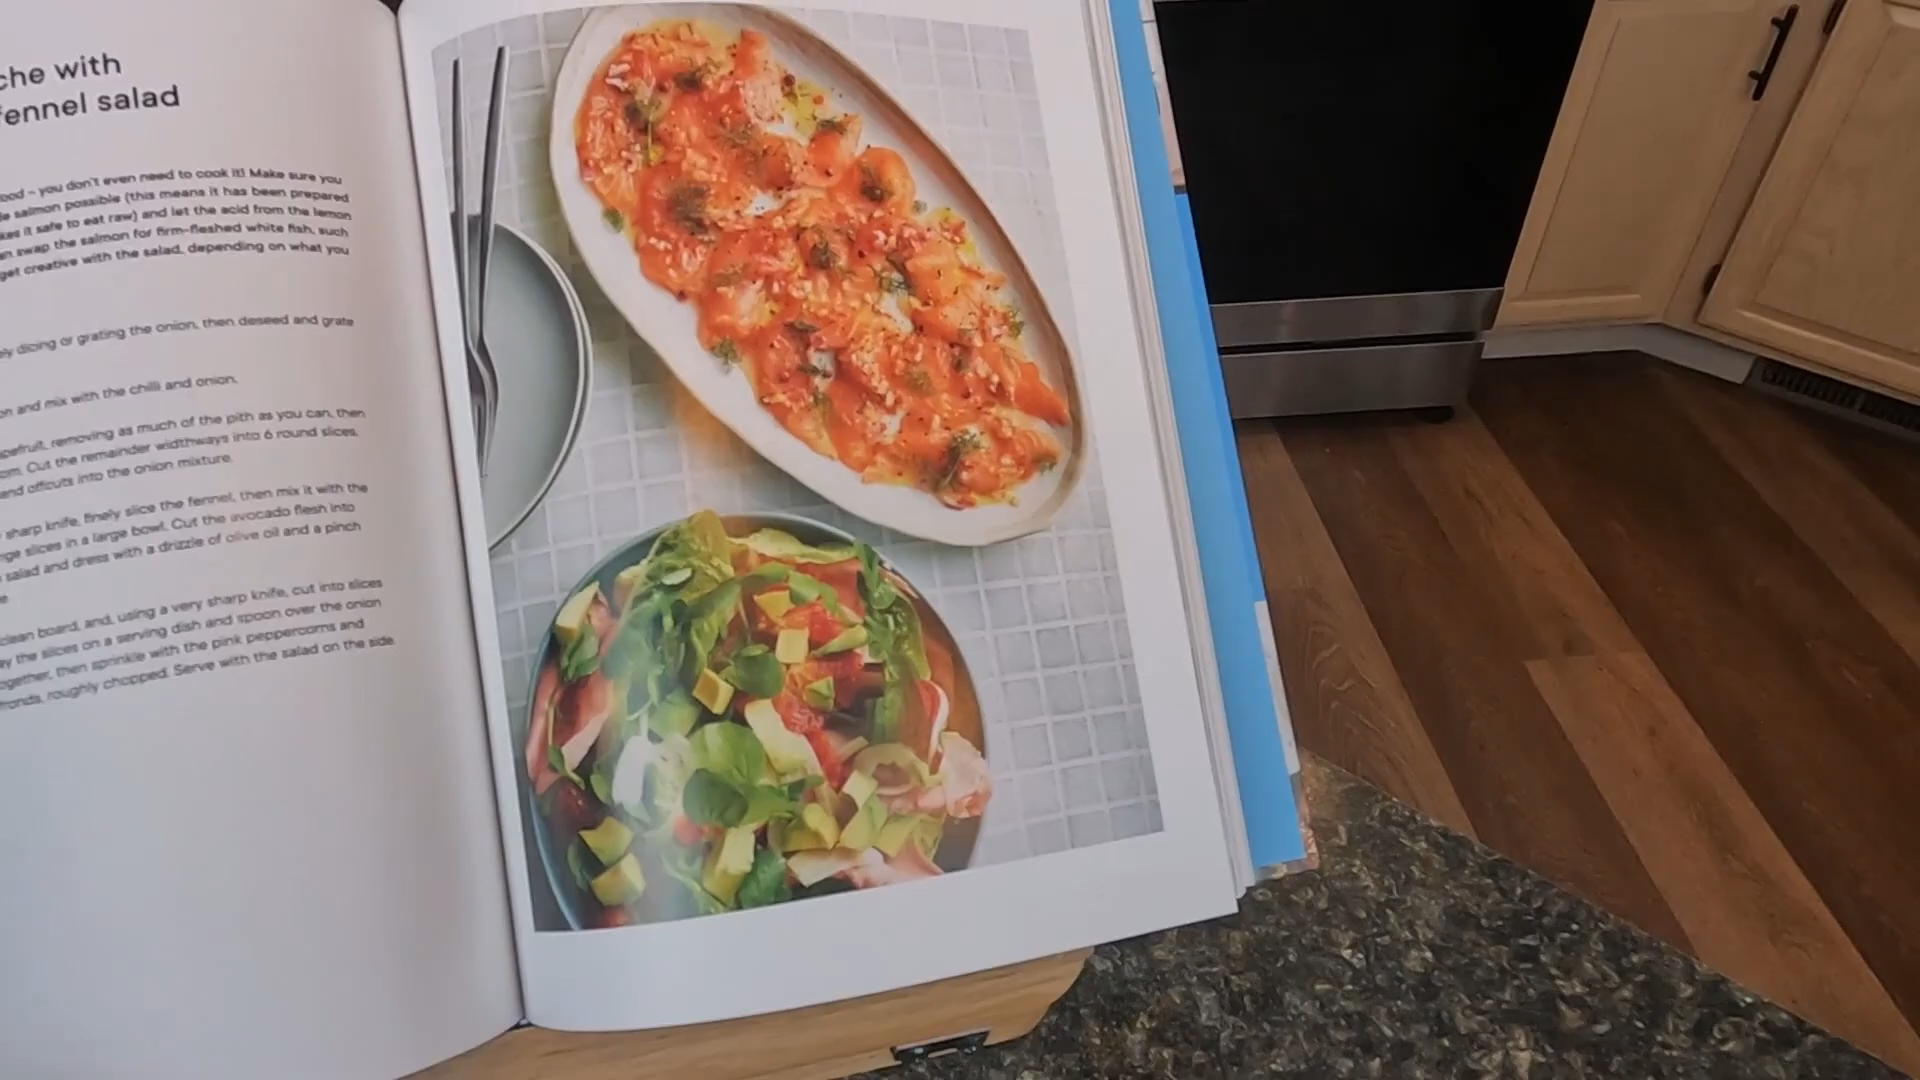 che with
fennel salad
ood – you don't even need to cook it! Make sure you
le salmon possible (this means it has been prepared
kes it safe to eat raw) and let the acid from the lemon
an swap the salmon for firm-fleshed white fish, such
get creative with the salad, depending on what you
ely dicing or grating the onion, then deseed and grate
on and mix with the chilli and onion.
pefruit, removing as much of the pith as you can, then
om. Cut the remainder widthways into 6 round slices,
and offcuts into the onion mixture.
sharp knife, finely slice the fennel, then mix it with the
nge slices in a large bowl. Cut the avocado flesh into
salad and dress with a drizzle of olive oil and a pinch
e
clean board, and, using a very sharp knife, cut into slices
ay the slices on a serving dish and spoon over the onion
ogether, then sprinkle with the pink peppercorns and
fronds, roughly chopped. Serve with the salad on the side.